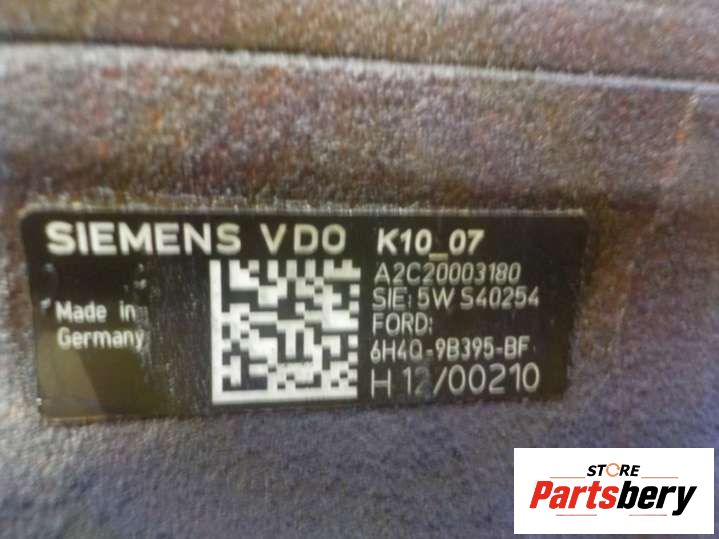 SIEMENS VDO K10_07
A2C20003180
SIE: 5W S40254
Made in
Germany
FORD:
6H4Q-9B395-BF
H 12/00210
STORE
Partsbery